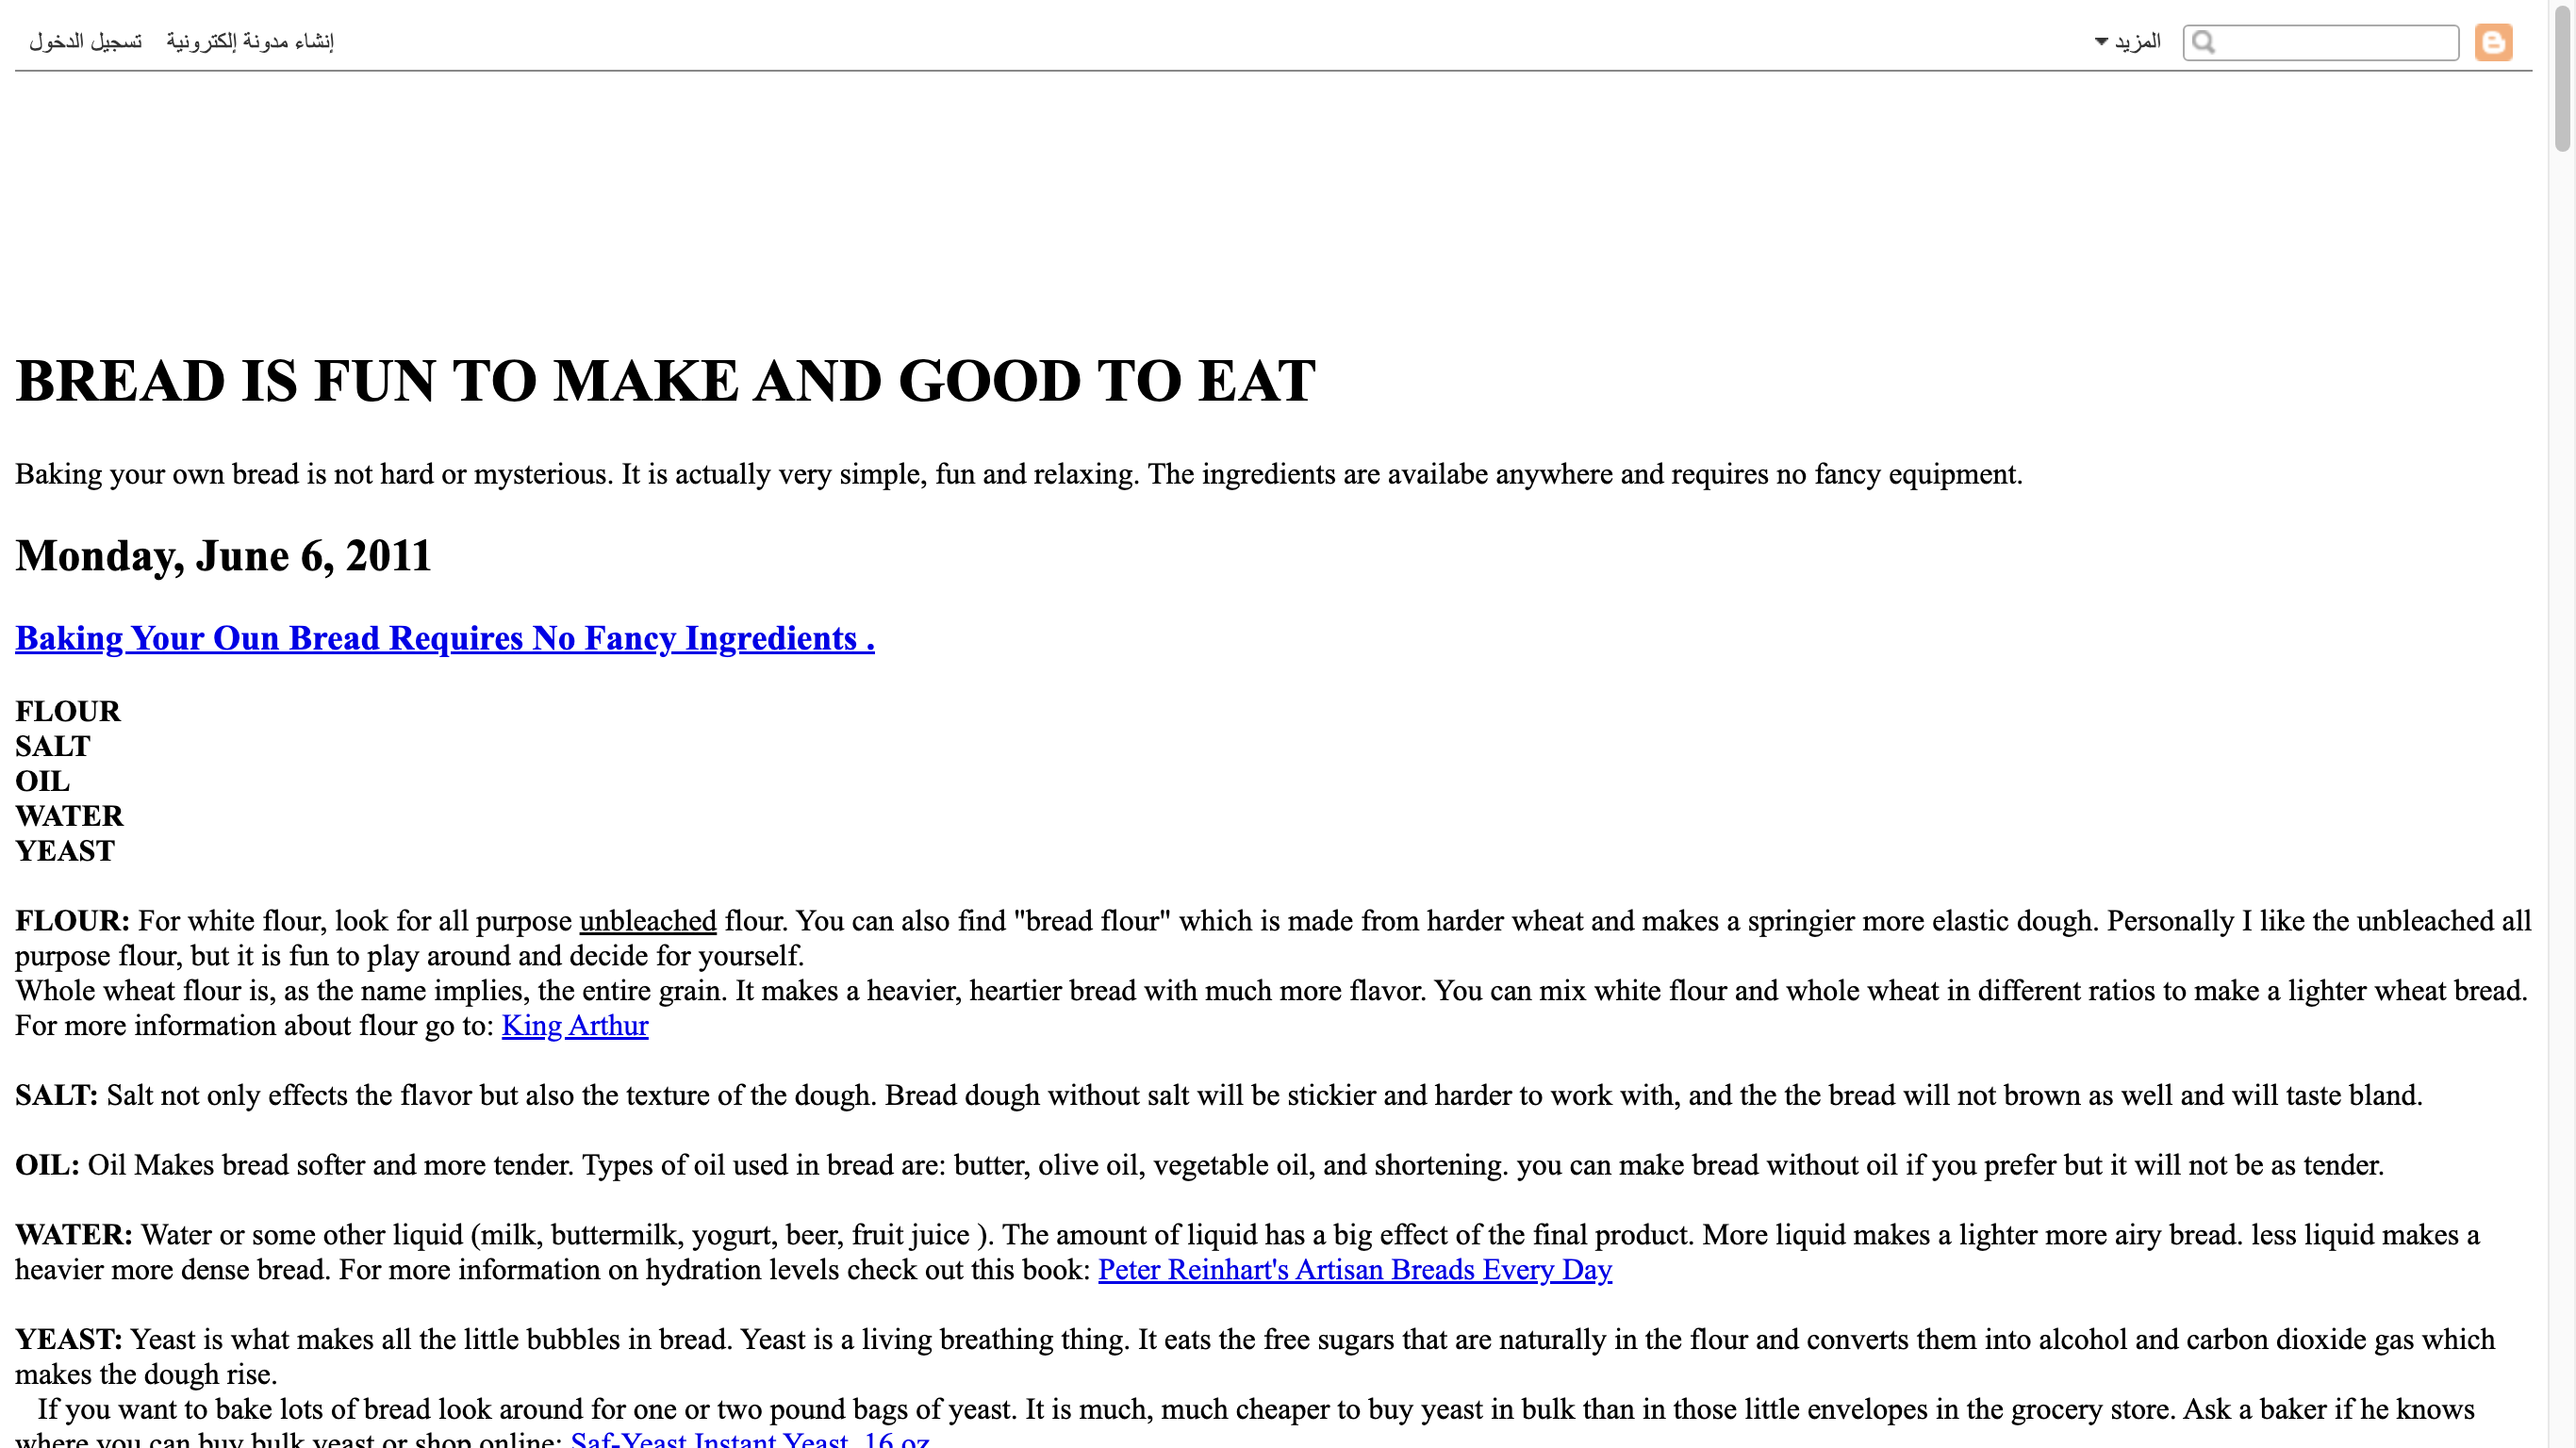 تسجيل الدخول إنشاء مدونة إلكترونية المزيد
BREAD IS FUN TO MAKE AND GOOD TO EAT
Baking your own bread is not hard or mysterious. It is actually very simple, fun and relaxing. The ingredients are availabe anywhere and requires no fancy equipment.
Monday, June 6, 2011
Baking Your Oun Bread Requires No Fancy Ingredients .
FLOUR
SALT
OIL
WATER
YEAST
FLOUR: For white flour, look for all purpose unbleached flour. You can also find "bread flour" which is made from harder wheat and makes a springier more elastic dough. Personally I like the unbleached all
purpose flour, but it is fun to play around and decide for yourself.
Whole wheat flour is, as the name implies, the entire grain. It makes a heavier, heartier bread with much more flavor. You can mix white flour and whole wheat in different ratios to make a lighter wheat bread.
For more information about flour go to: King Arthur
SALT: Salt not only effects the flavor but also the texture of the dough. Bread dough without salt will be stickier and harder to work with, and the the bread will not brown as well and will taste bland.
OIL: Oil Makes bread softer and more tender. Types of oil used in bread are: butter, olive oil, vegetable oil, and shortening. you can make bread without oil if you prefer but it will not be as tender.
WATER: Water or some other liquid (milk, buttermilk, yogurt, beer, fruit juice ). The amount of liquid has a big effect of the final product. More liquid makes a lighter more airy bread. less liquid makes a
heavier more dense bread. For more information on hydration levels check out this book: Peter Reinhart's Artisan Breads Every Day
YEAST: Yeast is what makes all the little bubbles in bread. Yeast is a living breathing thing. It eats the free sugars that are naturally in the flour and converts them into alcohol and carbon dioxide gas which
makes the dough rise.
If you want to bake lots of bread look around for one or two pound bags of yeast. It is much, much cheaper to buy yeast in bulk than in those little envelopes in the grocery store. Ask a baker if he knows
where you can buy bulk yeast or shop online: Saf-Yeast Instant Yeast, 16 oz